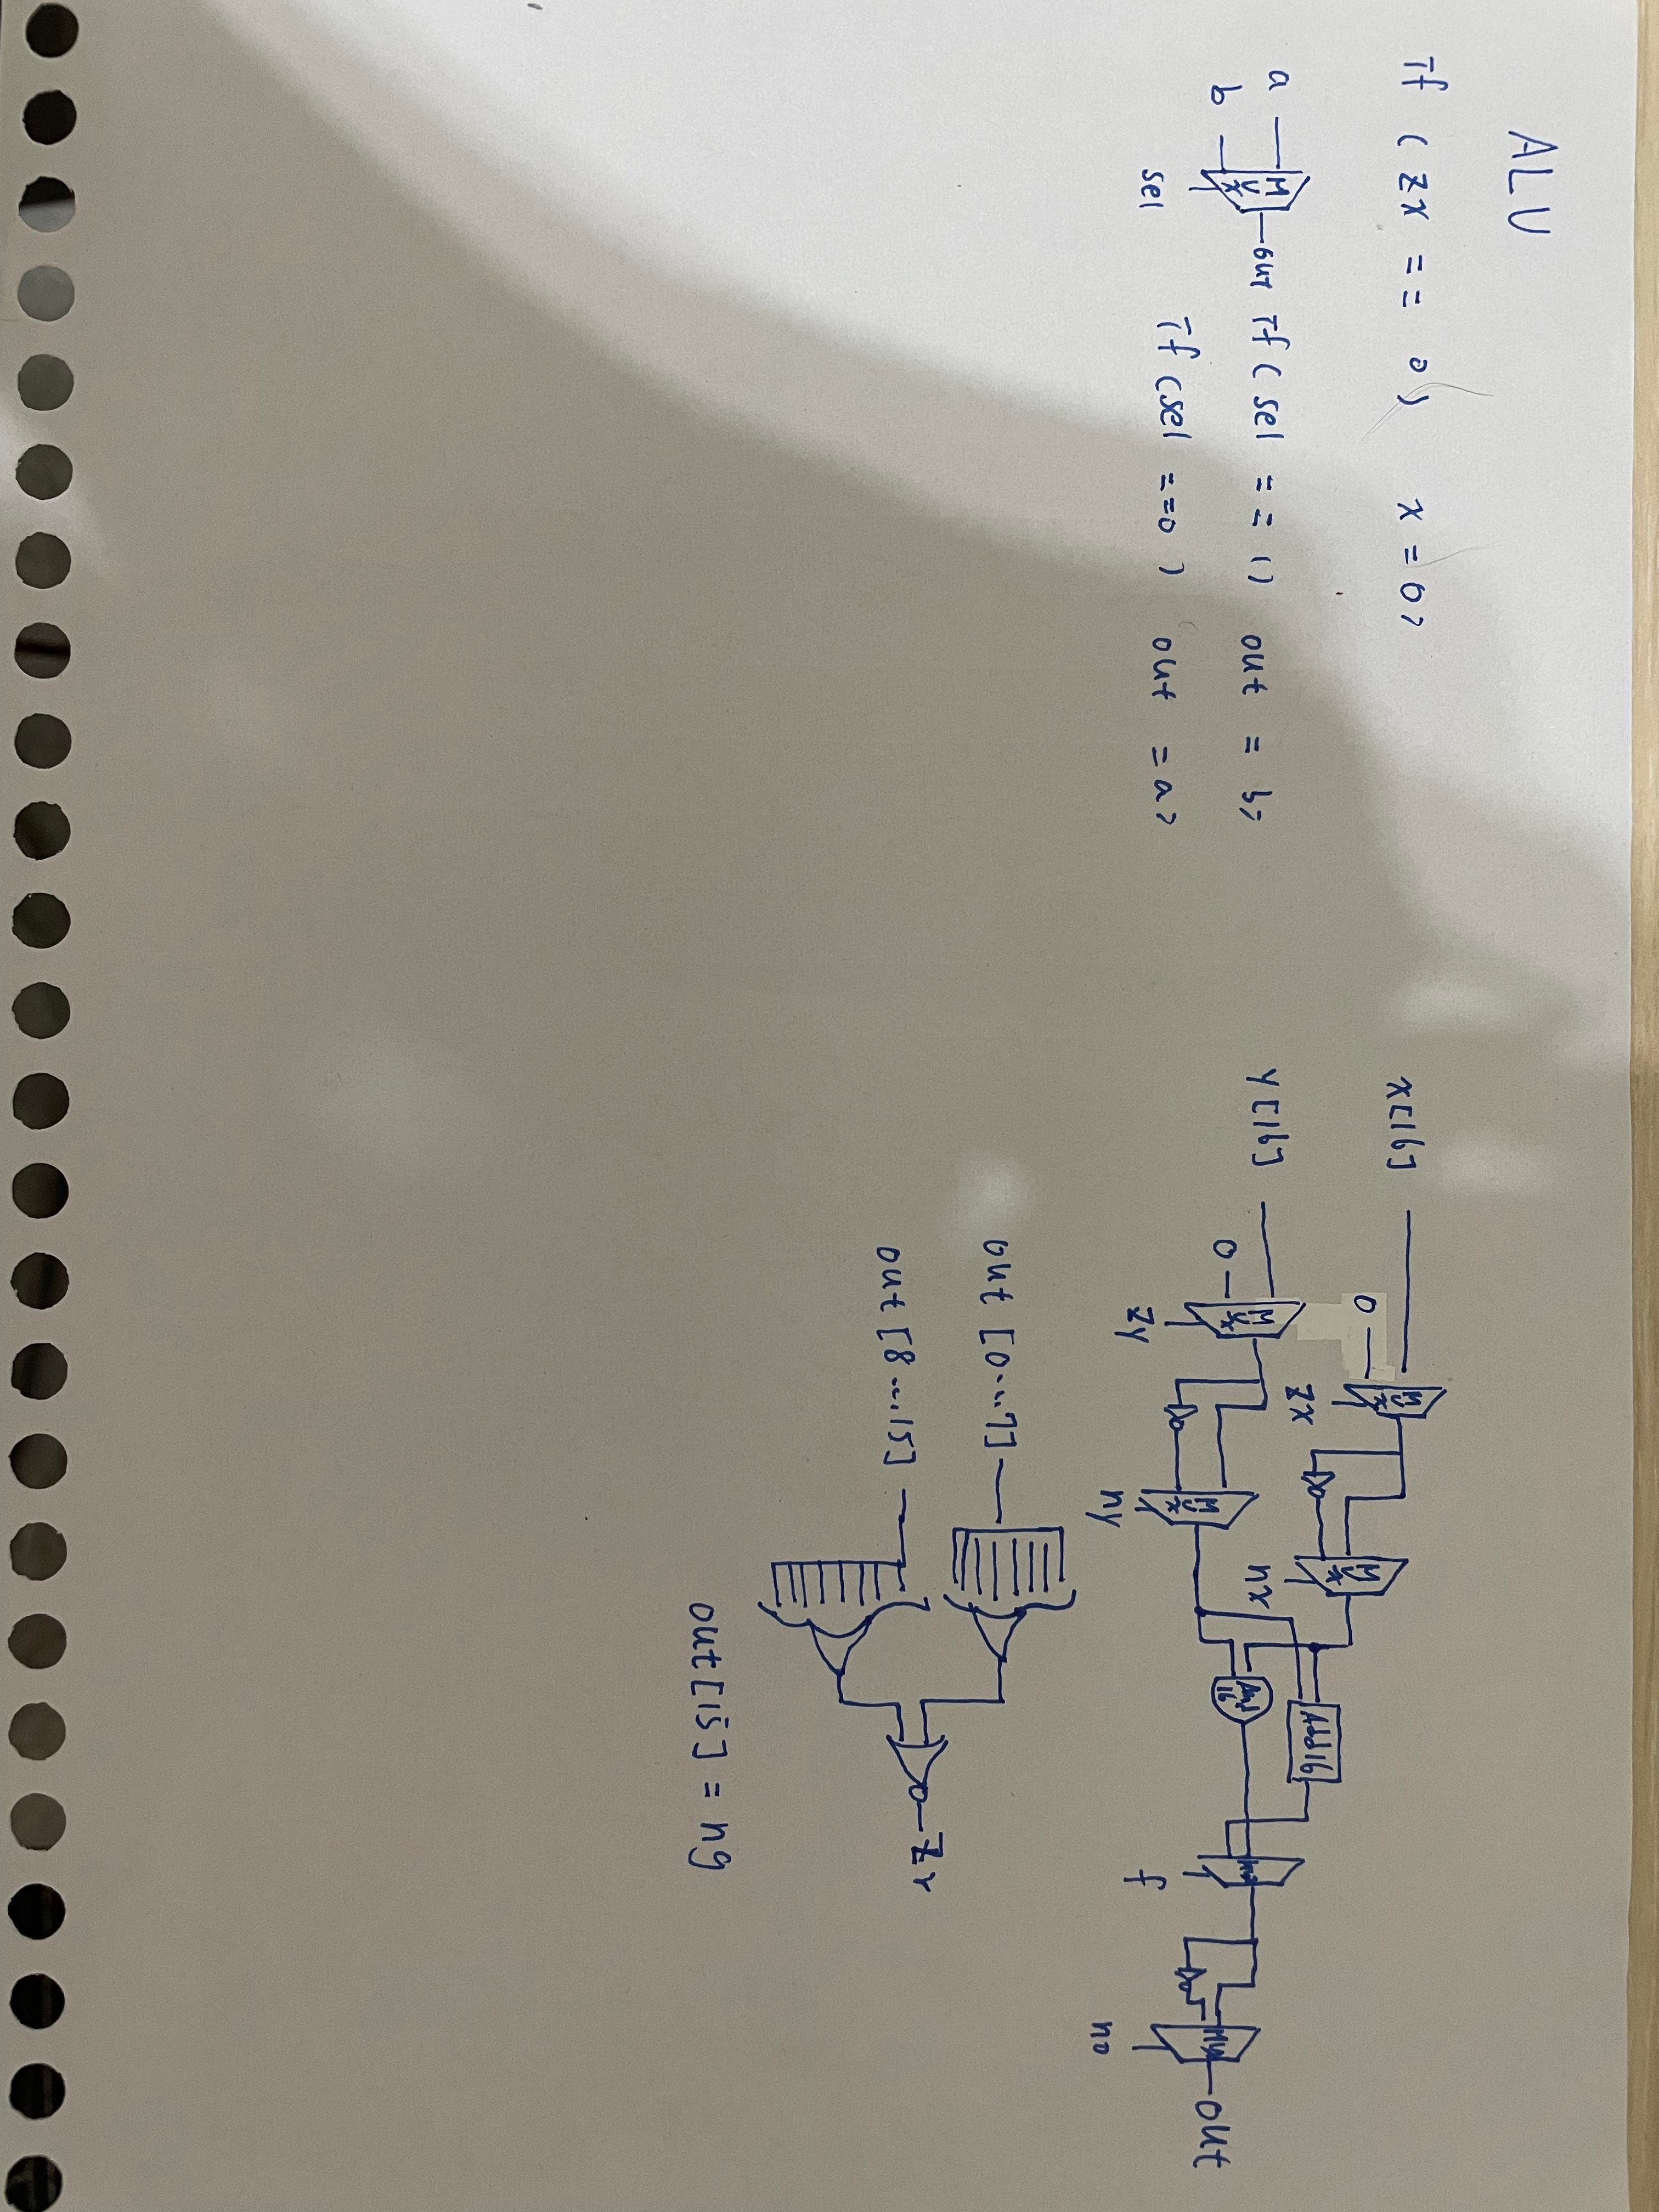 ALU
if ( zx == 0) x = 0;
a
b
MUX
sel
out
if ( sel == 1) out = b;
if (sel == 0 ) out = a;
x[16]
0
MUX
zx
MUX
nx
Add16
y[16]
0
MUX
zy
MUX
ny
And
16
Mux
f
Mux
no
out
out [0...7]
out [8...15]
zr
out[15] = ng